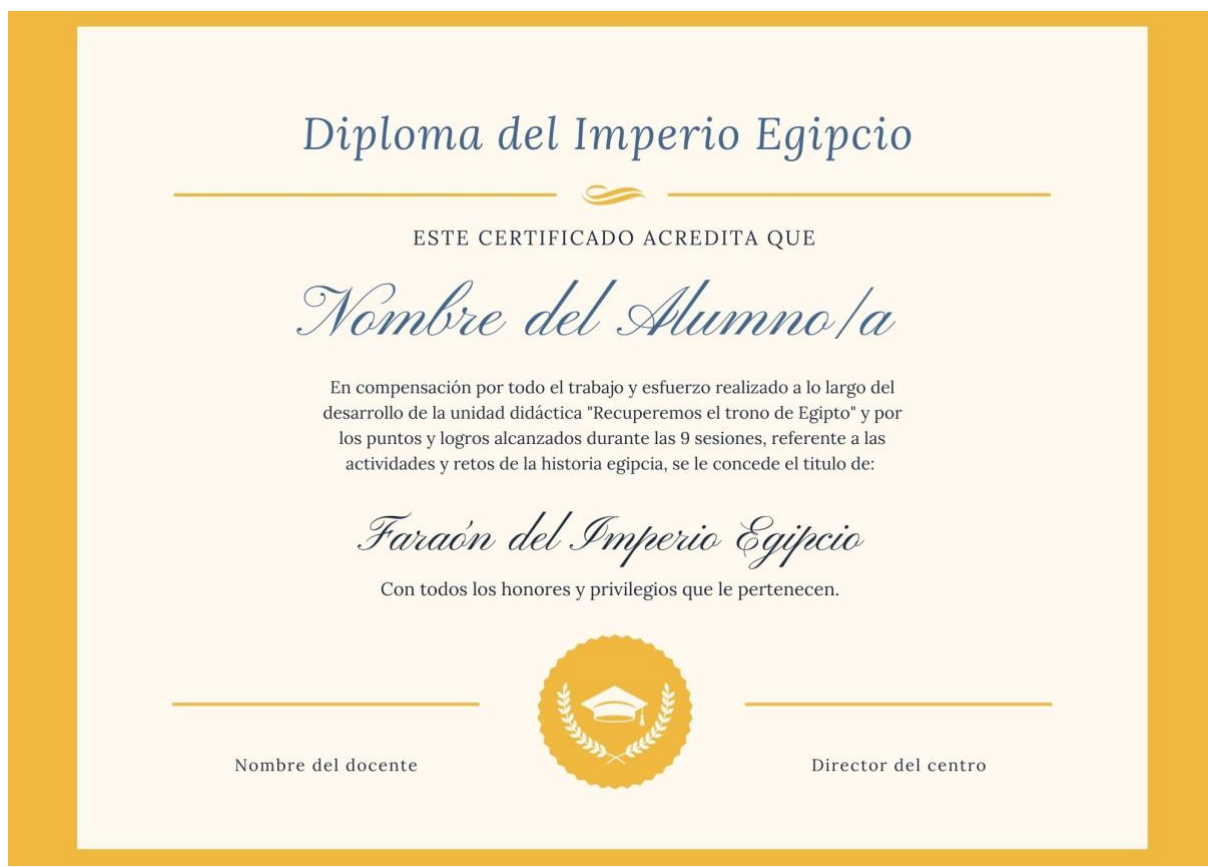 Diploma del Imperio Egipcio
ESTE CERTIFICADO ACREDITA QUE
Nombre del Alumno/a
En compensación por todo el trabajo y esfuerzo realizado a lo largo del
desarrollo de la unidad didáctica "Recuperemos el trono de Egipto" y por
los puntos y logros alcanzados durante las 9 sesiones, referente a las
actividades y retos de la historia egipcia, se le concede el titulo de:
Faraón del Imperio Egipcio
Con todos los honores y privilegios que le pertenecen.
Nombre del docente
Director del centro